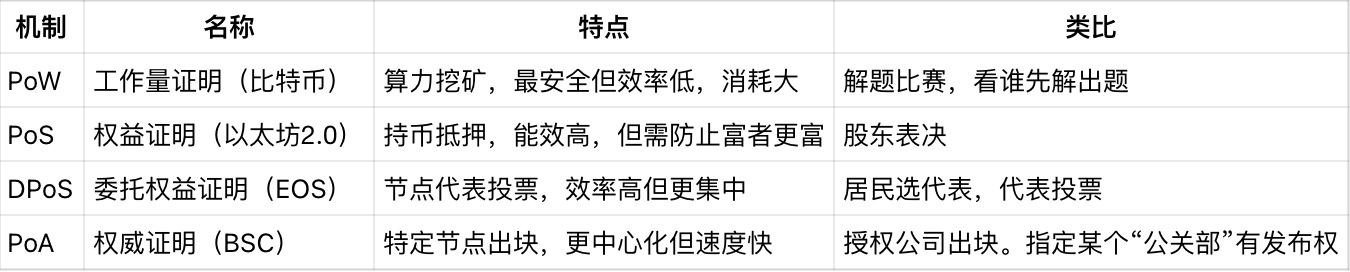 机制 名称 特点 类比
PoW 工作量证明（比特币） 算力挖矿，最安全但效率低，消耗大 解题比赛，看谁先解出题
PoS 权益证明（以太坊2.0） 持币抵押，能效高，但需防止富者更富 股东表决
DPoS 委托权益证明（EOS） 节点代表投票，效率高但更集中 居民选代表，代表投票
PoA 权威证明（BSC） 特定节点出块，更中心化但速度快 授权公司出块。指定某个“公关部”有发布权